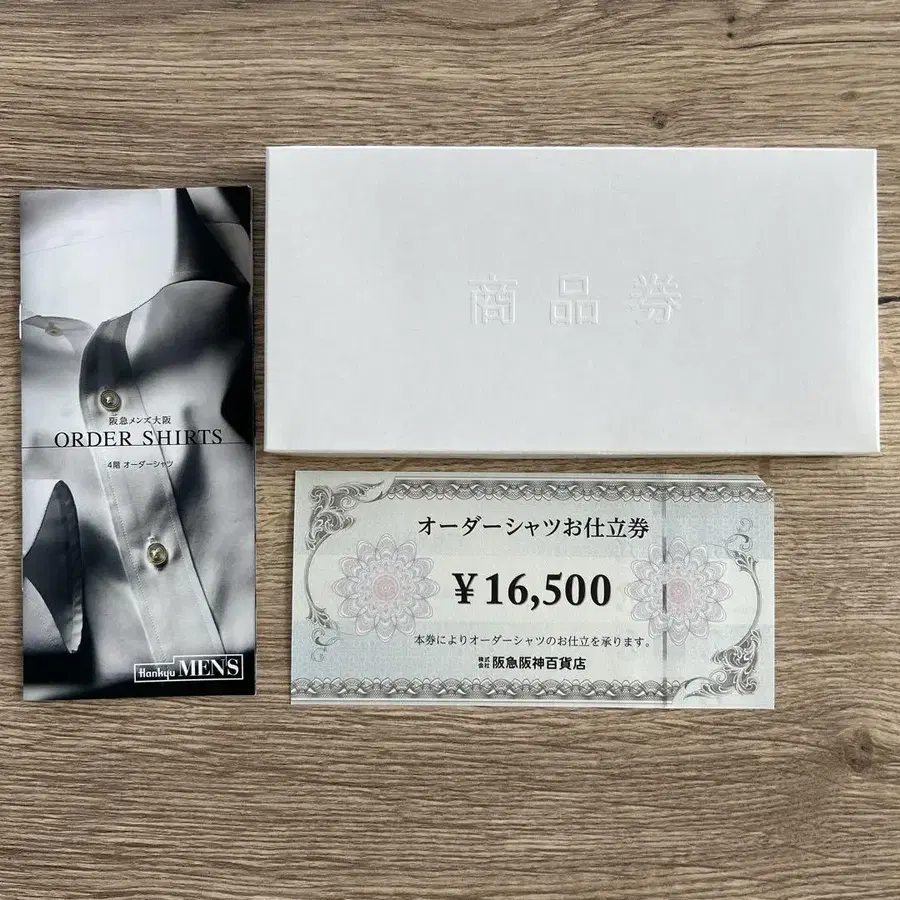 阪急メンズ大阪
ORDER SHIRTS
4階 オーダーシャツ
Hankyu MEN'S
商品券
オーダーシャツお仕立券
¥16,500
本券によりオーダーシャツのお仕立を承ります。
株式会社 阪急阪神百貨店